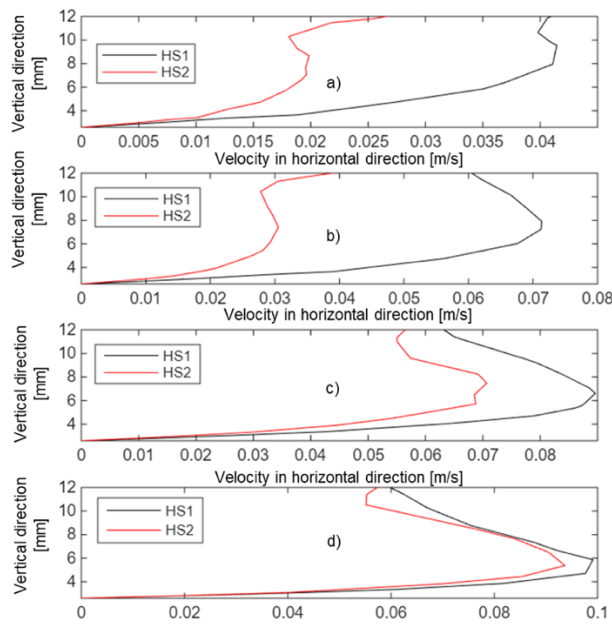 12
10
8
6
4
Vertical direction
[mm]
HS1
HS2
a)
0
0.005
0.01
0.015
0.02
0.025
0.03
0.035
0.04
Velocity in horizontal direction [m/s]
12
10
8
6
4
Vertical direction
[mm]
HS1
HS2
b)
0
0.01
0.02
0.03
0.04
0.05
0.06
0.07
0.08
Velocity in horizontal direction [m/s]
12
10
8
6
4
Vertical direction
[mm]
HS1
HS2
c)
0
0.01
0.02
0.03
0.04
0.05
0.06
0.07
0.08
Velocity in horizontal direction [m/s]
12
10
8
6
4
Vertical direction
[mm]
HS1
HS2
d)
0
0.02
0.04
0.06
0.08
0.1